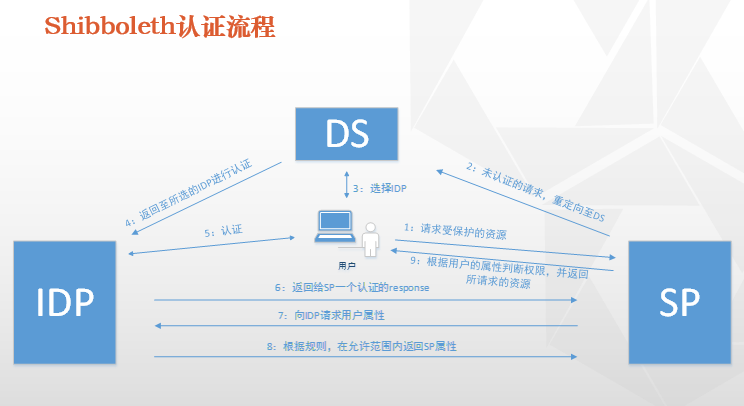 Shibboleth认证流程
DS
2：未认证的请求，重定向至DS
4：返回至所选的IDP进行认证
3：选择IDP
1：请求受保护的资源
5：认证
用户
9：根据用户的属性判断权限，并返回
所请求的资源
IDP
SP
6：返回给SP一个认证的response
7：向IDP请求用户属性
8：根据规则，在允许范围内返回SP属性